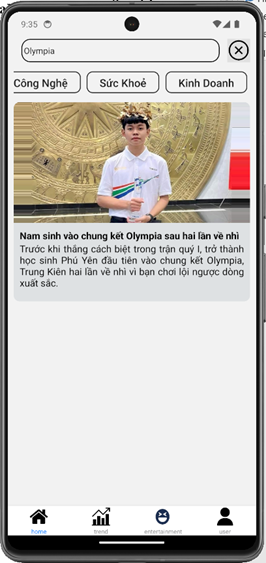 9:35
Olympia
Công Nghệ
Sức Khoẻ
Kinh Doanh
Nam sinh vào chung kết Olympia sau hai lần về nhì
Trước khi thắng cách biệt trong trận quý I, trở thành
học sinh Phú Yên đầu tiên vào chung kết Olympia,
Trung Kiên hai lần về nhì vì bạn chơi lội ngược dòng
xuất sắc.
home
trend
entertainment
user